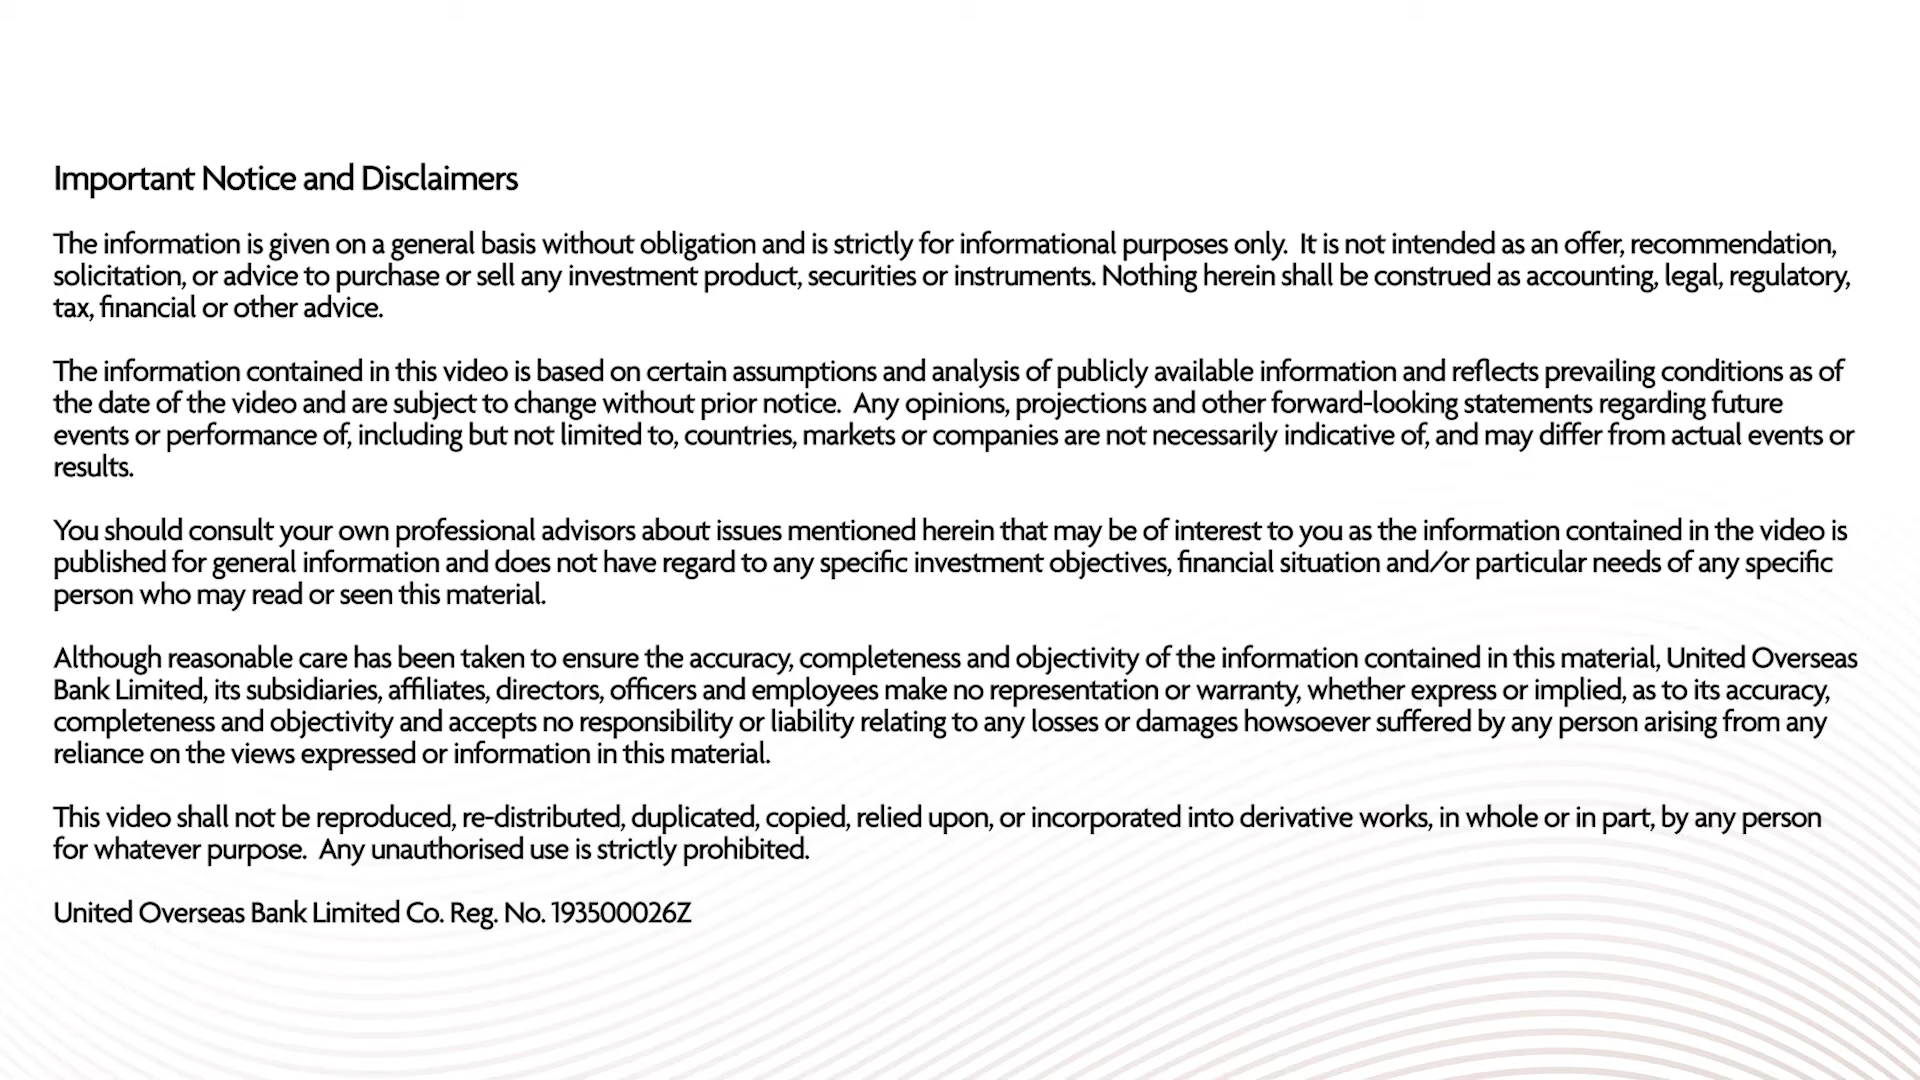 Important Notice and Disclaimers
The information is given on a general basis without obligation and is strictly for informational purposes only.  It is not intended as an offer, recommendation,
solicitation, or advice to purchase or sell any investment product, securities or instruments. Nothing herein shall be construed as accounting, legal, regulatory,
tax, financial or other advice.
The information contained in this video is based on certain assumptions and analysis of publicly available information and reflects prevailing conditions as of
the date of the video and are subject to change without prior notice.  Any opinions, projections and other forward-looking statements regarding future
events or performance of, including but not limited to, countries, markets or companies are not necessarily indicative of, and may differ from actual events or
results.
You should consult your own professional advisors about issues mentioned herein that may be of interest to you as the information contained in the video is
published for general information and does not have regard to any specific investment objectives, financial situation and/or particular needs of any specific
person who may read or seen this material.
Although reasonable care has been taken to ensure the accuracy, completeness and objectivity of the information contained in this material, United Overseas
Bank Limited, its subsidiaries, affiliates, directors, officers and employees make no representation or warranty, whether express or implied, as to its accuracy,
completeness and objectivity and accepts no responsibility or liability relating to any losses or damages howsoever suffered by any person arising from any
reliance on the views expressed or information in this material.
This video shall not be reproduced, re-distributed, duplicated, copied, relied upon, or incorporated into derivative works, in whole or in part, by any person
for whatever purpose.  Any unauthorised use is strictly prohibited.
United Overseas Bank Limited Co. Reg. No. 193500026Z